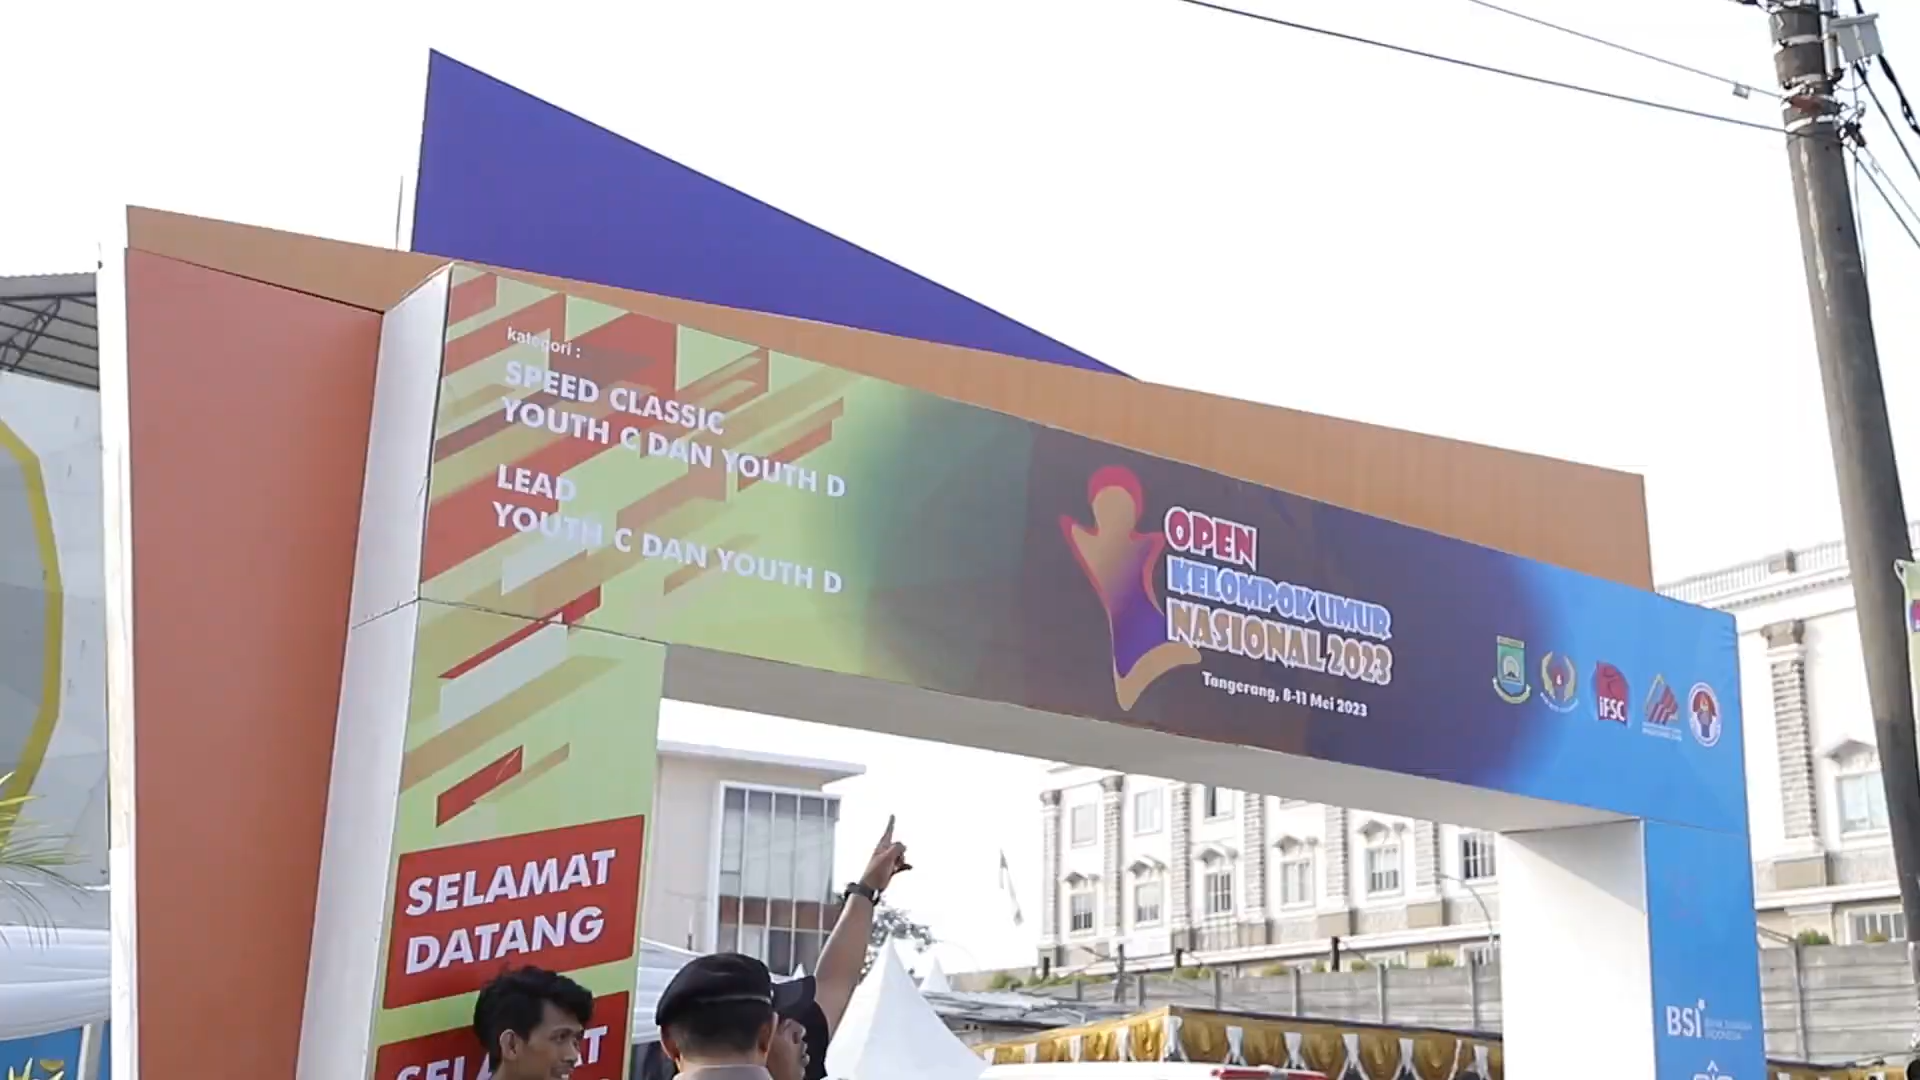 kategori :
SPEED CLASSIC
YOUTH C DAN YOUTH D
LEAD
YOUTH C DAN YOUTH D
OPEN
KELOMPOK UMUR
NASIONAL 2023
Tangerang, 6-11 Mei 2023
IFSC
SELAMAT
DATANG
BSI